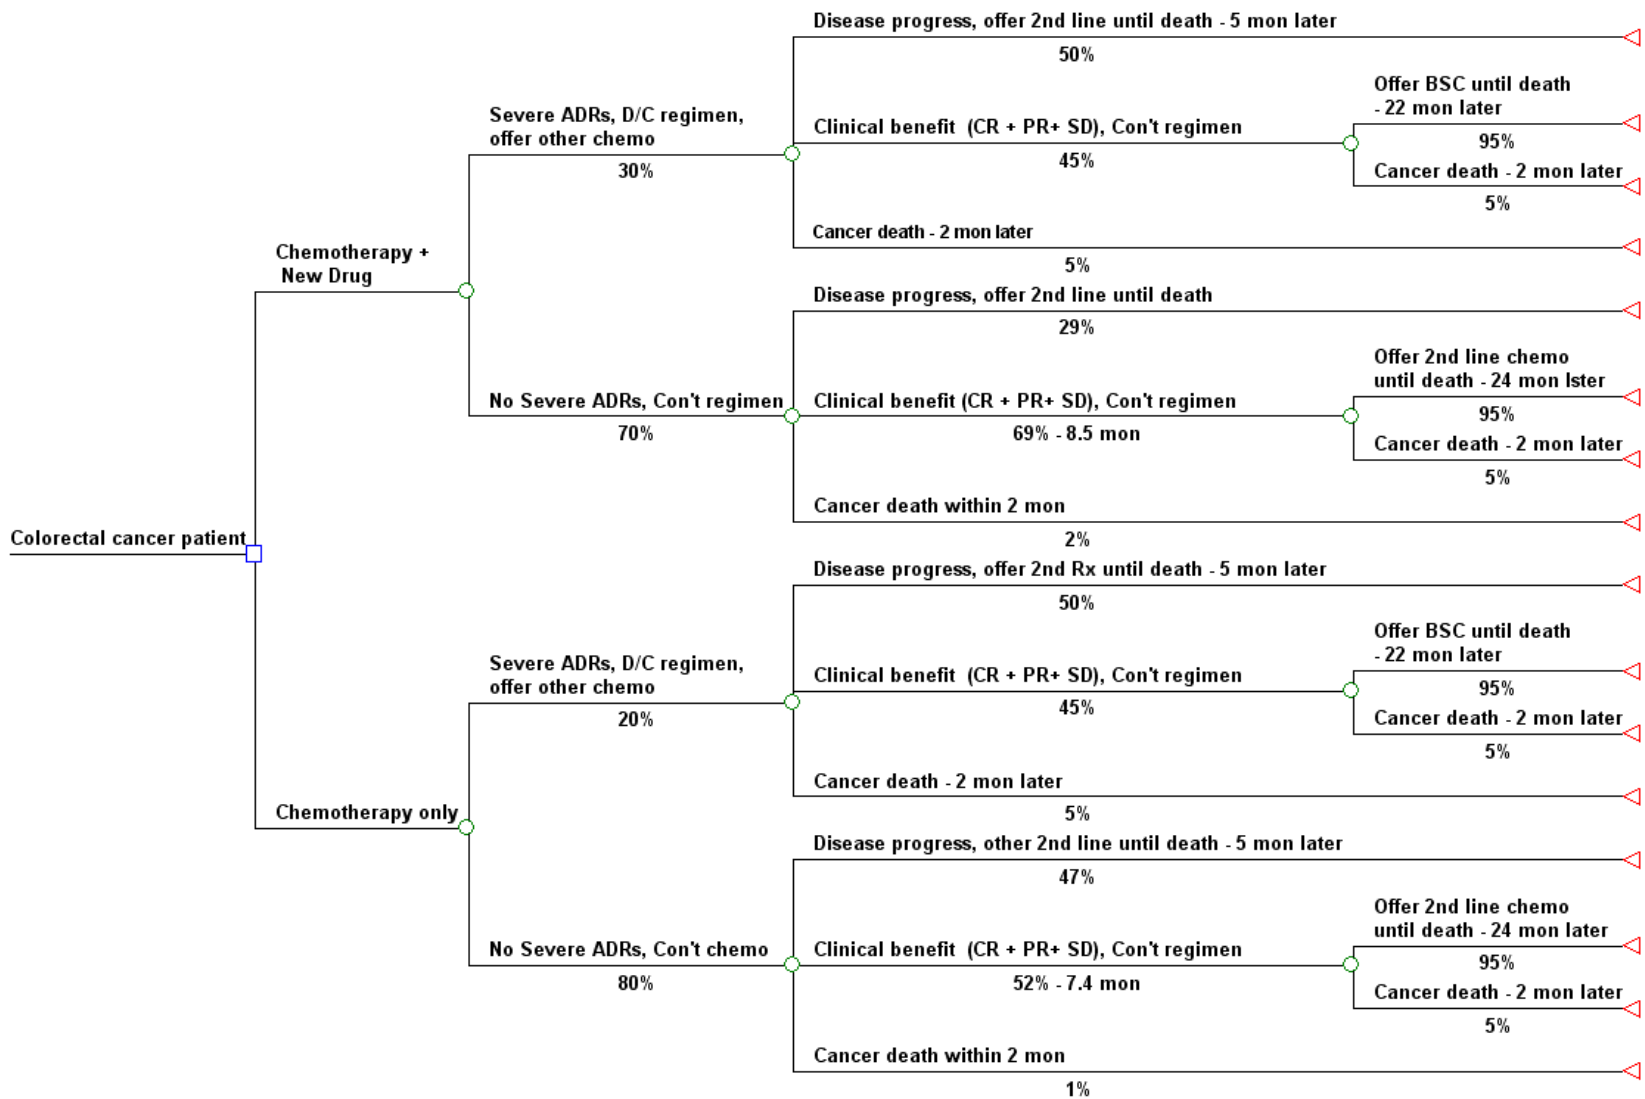 Colorectal cancer patient
Chemotherapy +
New Drug
Severe ADRs, D/C regimen,
offer other chemo
30%
Disease progress, offer 2nd line until death - 5 mon later
50%
Clinical benefit (CR + PR+ SD), Con't regimen
45%
Offer BSC until death
- 22 mon later
95%
Cancer death - 2 mon later
5%
Cancer death - 2 mon later
5%
No Severe ADRs, Con't regimen
70%
Disease progress, offer 2nd line until death
29%
Clinical benefit (CR + PR+ SD), Con't regimen
69% - 8.5 mon
Offer 2nd line chemo
until death - 24 mon lster
95%
Cancer death - 2 mon later
5%
Cancer death within 2 mon
2%
Chemotherapy only
Severe ADRs, D/C regimen,
offer other chemo
20%
Disease progress, offer 2nd Rx until death - 5 mon later
50%
Clinical benefit (CR + PR+ SD), Con't regimen
45%
Offer BSC until death
- 22 mon later
95%
Cancer death - 2 mon later
5%
Cancer death - 2 mon later
5%
No Severe ADRs, Con't chemo
80%
Disease progress, other 2nd line until death - 5 mon later
47%
Clinical benefit (CR + PR+ SD), Con't regimen
52% - 7.4 mon
Offer 2nd line chemo
until death - 24 mon later
95%
Cancer death - 2 mon later
5%
Cancer death within 2 mon
1%